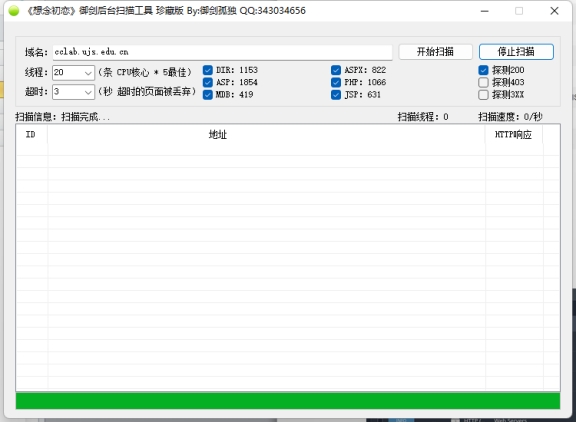 《想念初恋》御剑后台扫描工具 珍藏版 By:御剑孤独 QQ:343034656
域名: cclab.ujs.edu.cn 开始扫描 停止扫描
线程: 20 (条 CPU核心 * 5最佳) DIR: 1153 ASPX: 822 探测200
ASP: 1854 PHP: 1066 探测403
超时: 3 (秒 超时的页面被丢弃) MDB: 419 JSP: 631 探测3XX
扫描信息: 扫描完成... 扫描线程: 0 扫描速度: 0/秒
ID 地址 HTTP响应